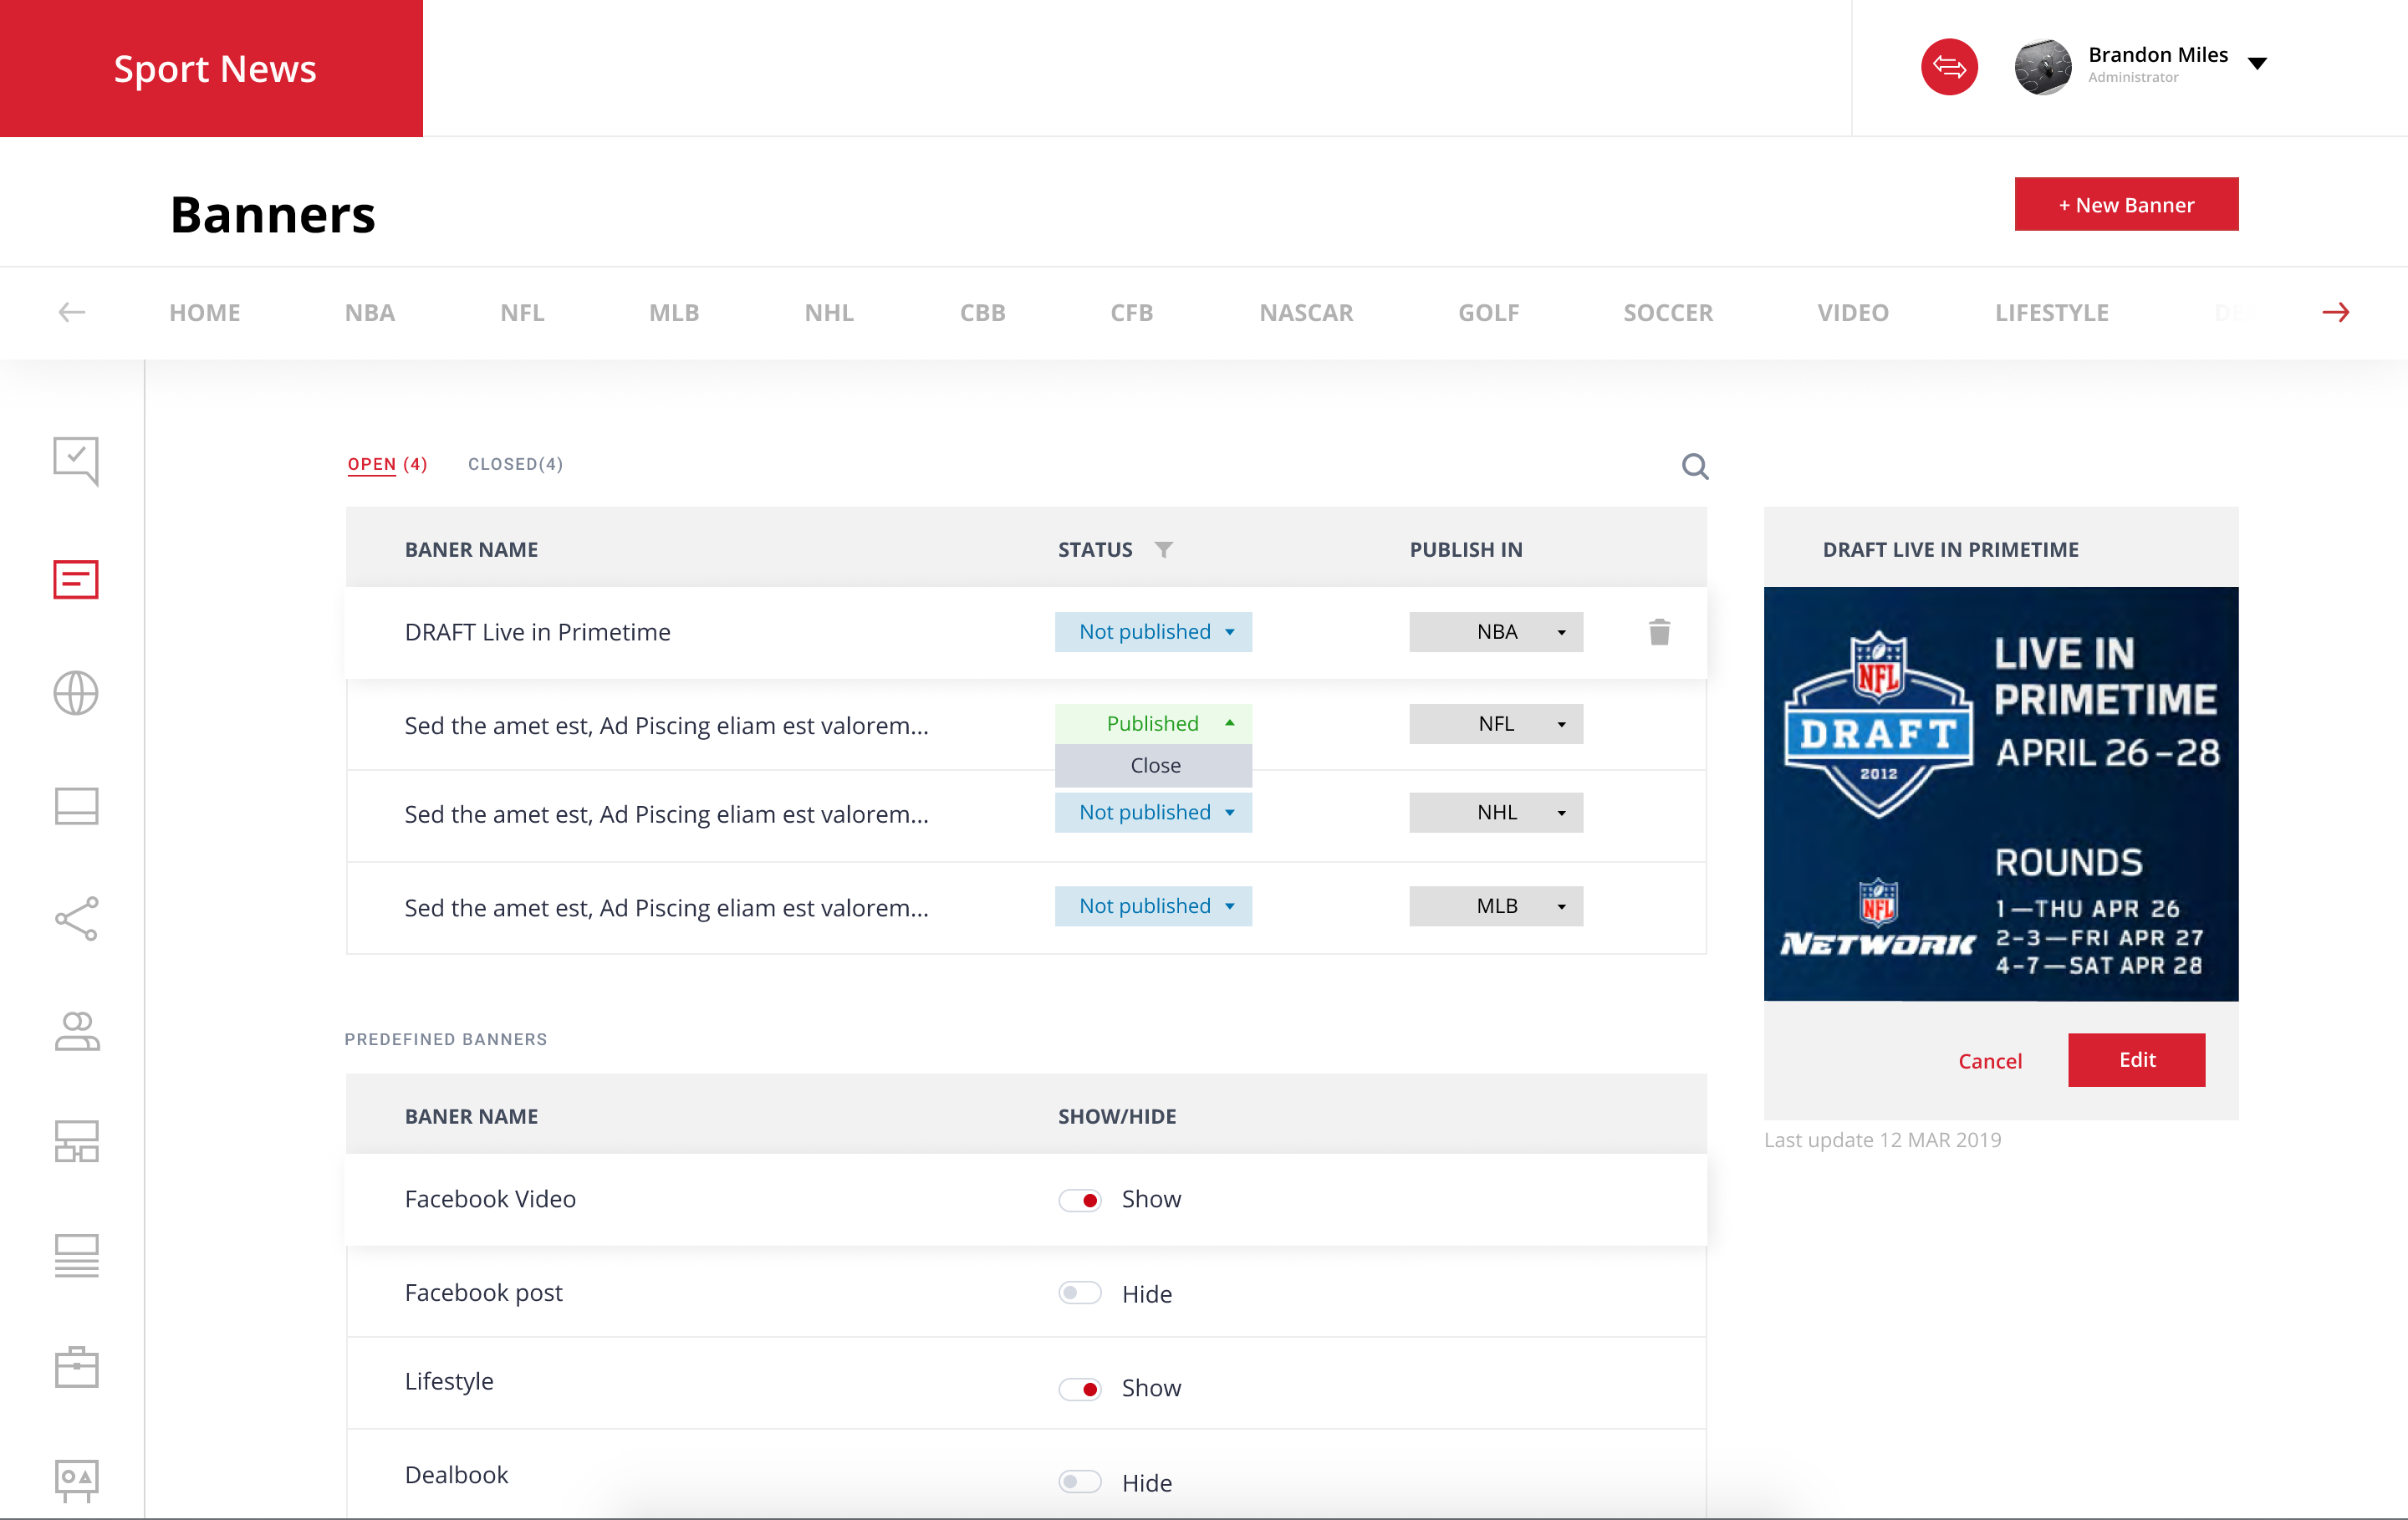 Sport News
Brandon Miles
Administrator
Banners
+ New Banner
HOME NBA NFL MLB NHL CBB CFB NASCAR GOLF SOCCER VIDEO LIFESTYLE
OPEN (4) CLOSED(4)
BANER NAME STATUS PUBLISH IN
DRAFT Live in Primetime Not published NBA
Sed the amet est, Ad Piscing eliam est valorem... Published NFL
Close
Sed the amet est, Ad Piscing eliam est valorem... Not published NHL
Sed the amet est, Ad Piscing eliam est valorem... Not published MLB
DRAFT LIVE IN PRIMETIME
NFL
DRAFT
2012
LIVE IN
PRIMETIME
APRIL 26–28
NFL
NETWORK
ROUNDS
1—THU APR 26
2-3—FRI APR 27
4-7—SAT APR 28
Cancel Edit
Last update 12 MAR 2019
PREDEFINED BANNERS
BANER NAME SHOW/HIDE
Facebook Video Show
Facebook post Hide
Lifestyle Show
Dealbook Hide